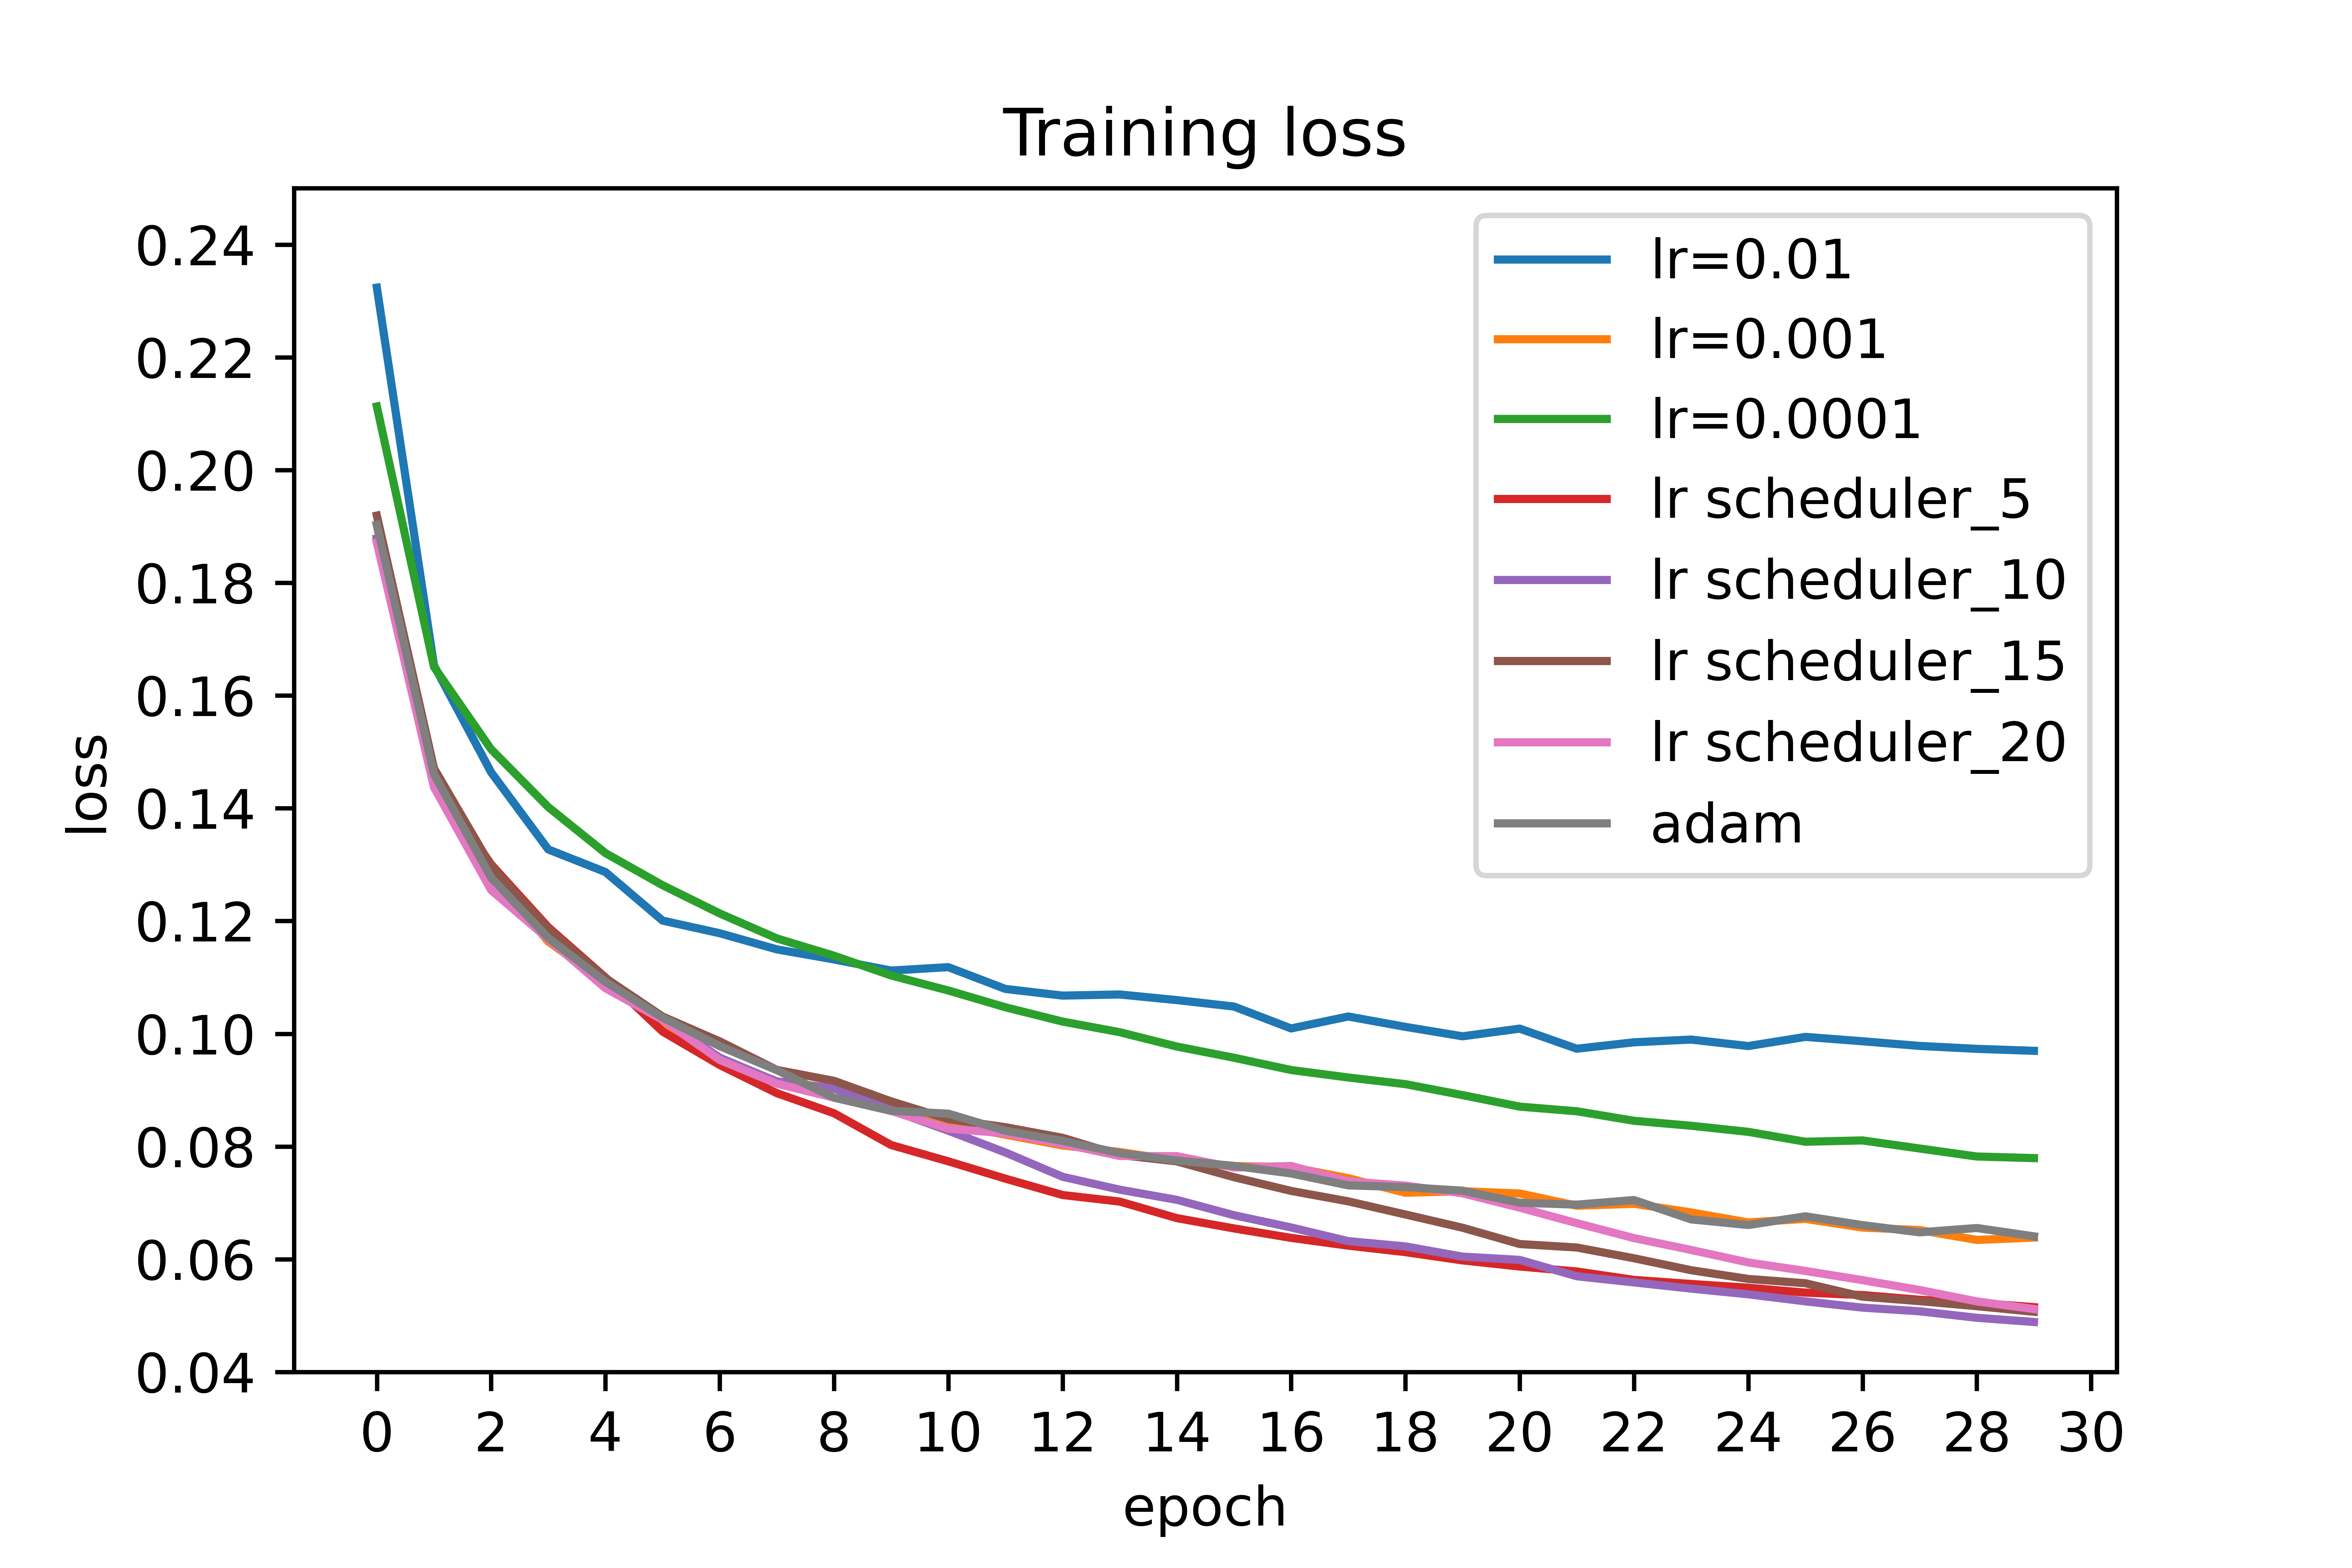 Training loss
lr=0.01
lr=0.001
lr=0.0001
lr scheduler_5
lr scheduler_10
lr scheduler_15
lr scheduler_20
adam
loss
0.24
0.22
0.20
0.18
0.16
0.14
0.12
0.10
0.08
0.06
0.04
0 2 4 6 8 10 12 14 16 18 20 22 24 26 28 30
epoch